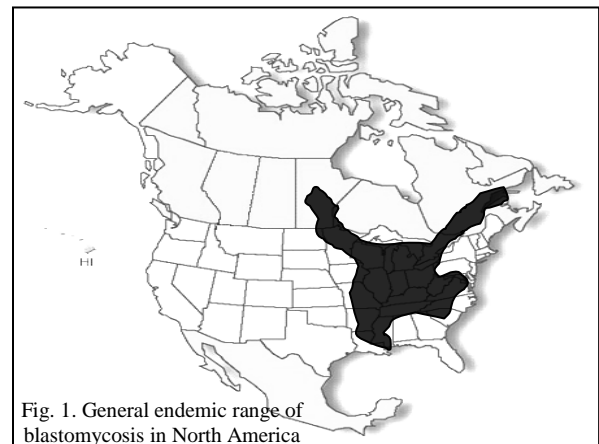 HI
Fig. 1. General endemic range of
blastomycosis in North America